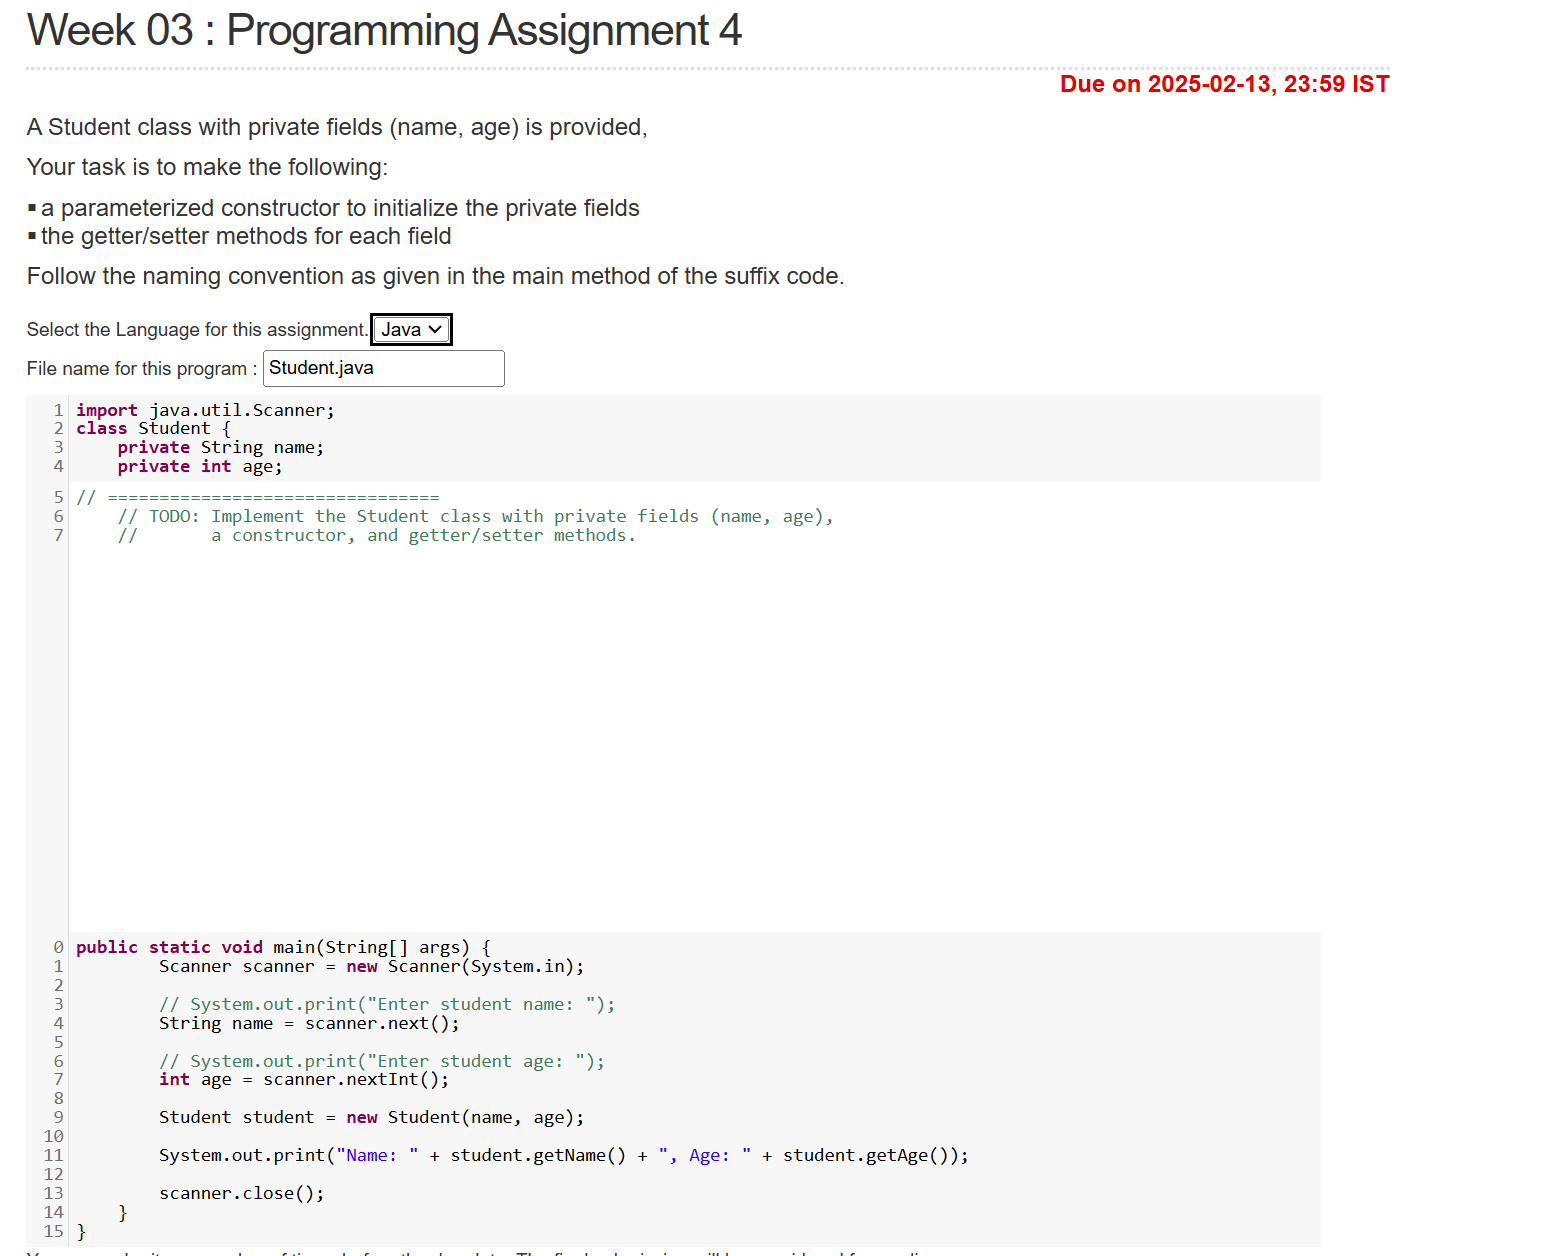 Week 03 : Programming Assignment 4
Due on 2025-02-13, 23:59 IST
A Student class with private fields (name, age) is provided,
Your task is to make the following:
▪ a parameterized constructor to initialize the private fields
▪ the getter/setter methods for each field
Follow the naming convention as given in the main method of the suffix code.
Select the Language for this assignment. Java
File name for this program : Student.java
1 import java.util.Scanner;
2 class Student {
3     private String name;
4     private int age;
5 // ================================
6     // TODO: Implement the Student class with private fields (name, age),
7     //       a constructor, and getter/setter methods.
0 public static void main(String[] args) {
1         Scanner scanner = new Scanner(System.in);
2
3         // System.out.print("Enter student name: ");
4         String name = scanner.next();
5
6         // System.out.print("Enter student age: ");
7         int age = scanner.nextInt();
8
9         Student student = new Student(name, age);
10
11         System.out.print("Name: " + student.getName() + ", Age: " + student.getAge());
12
13         scanner.close();
14     }
15 }